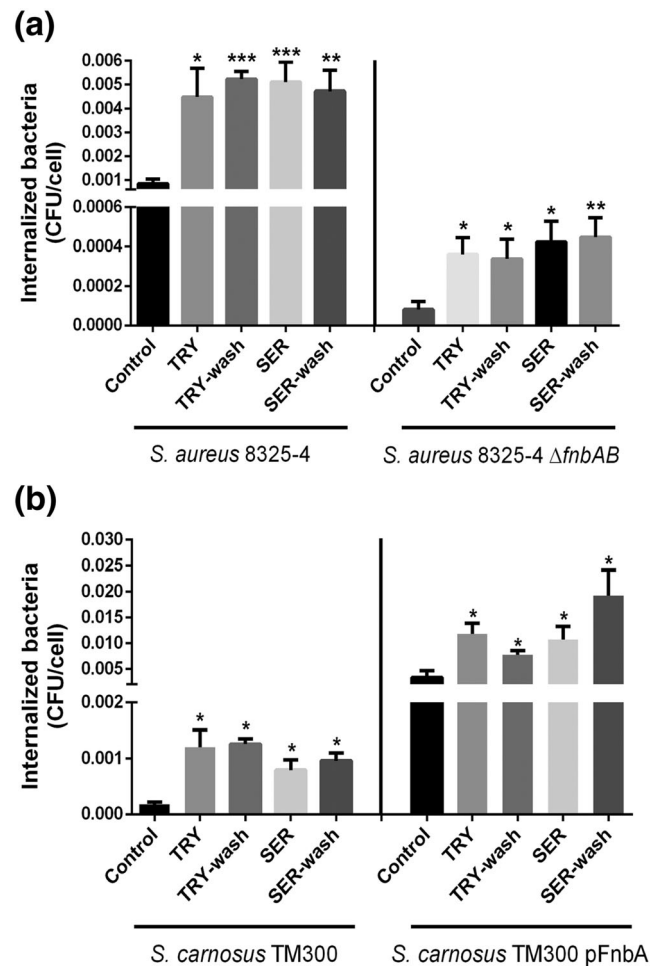 (a)
Internalized bacteria
(CFU/cell)
0.006
0.005
0.004
0.003
0.002
0.001
0.0006
0.0004
0.0002
0.0000
* *** *** ** * * * **
Control TRY TRY-wash SER SER-wash Control TRY TRY-wash SER SER-wash
S. aureus 8325-4 S. aureus 8325-4 ΔfnbAB
(b)
Internalized bacteria
(CFU/cell)
0.030
0.025
0.020
0.015
0.010
0.005
0.002
0.001
0.000
* * * * * * * *
Control TRY TRY-wash SER SER-wash Control TRY TRY-wash SER SER-wash
S. carnosus TM300 S. carnosus TM300 pFnbA